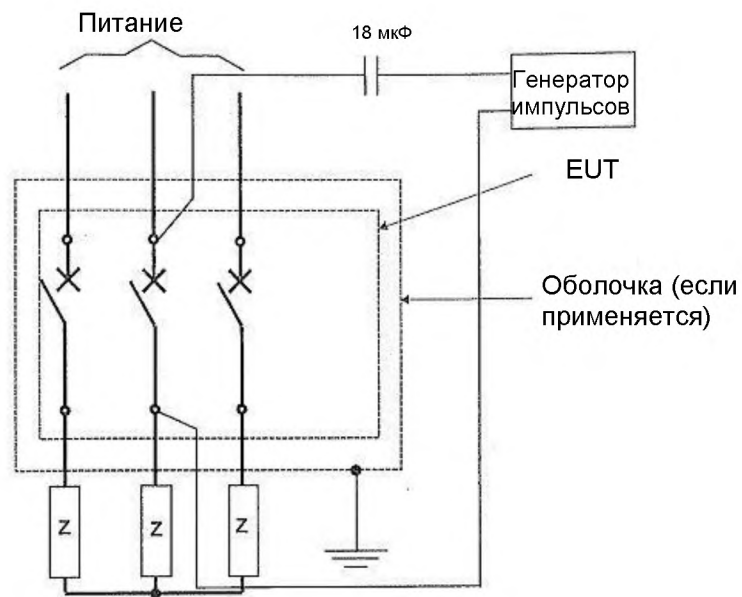 Питание
18 мкФ
Генератор
импульсов
EUT
Оболочка (если
применяется)
Z
Z
Z